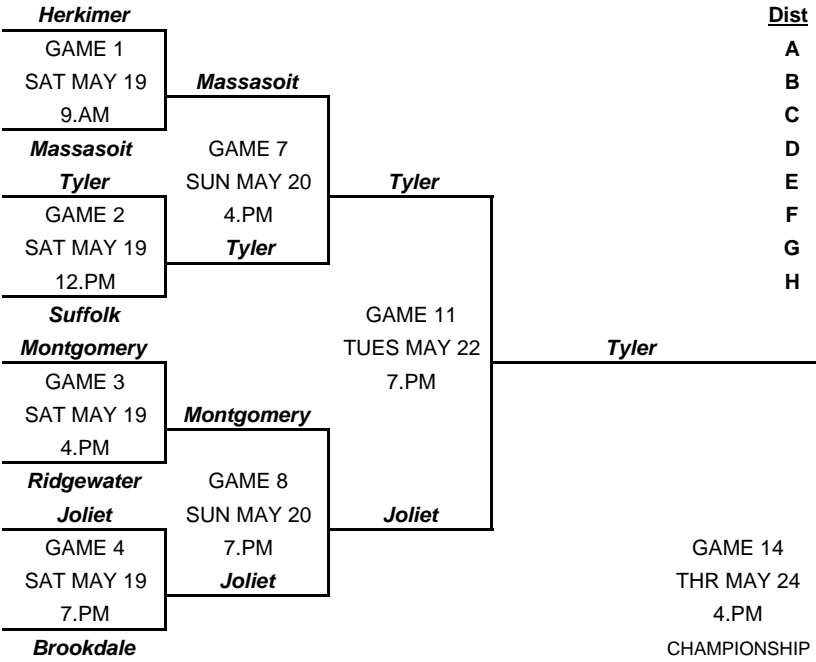 Herkimer Dist
GAME 1 A
SAT MAY 19 Massasoit B
9.AM C
Massasoit GAME 7 D
Tyler SUN MAY 20 Tyler E
GAME 2 4.PM F
SAT MAY 19 Tyler G
12.PM H
Suffolk GAME 11
Montgomery TUES MAY 22 Tyler
GAME 3 7.PM
SAT MAY 19 Montgomery
4.PM
Ridgewater GAME 8
Joliet SUN MAY 20 Joliet
GAME 4 7.PM GAME 14
SAT MAY 19 Joliet THR MAY 24
7.PM 4.PM
Brookdale CHAMPIONSHIP